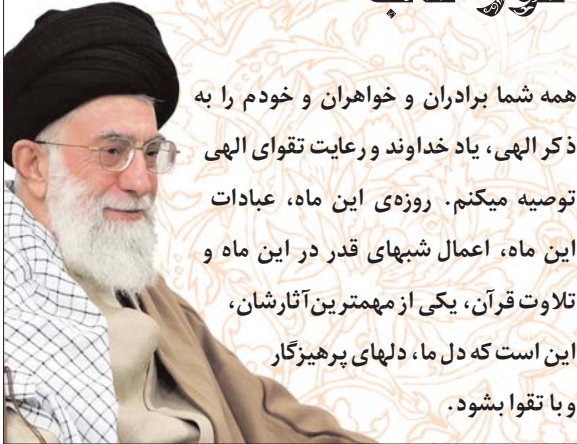 همه شما برادران و خواهران و خودم را به
ذکر الهی، یاد خداوند و رعایت تقوای الهی
توصیه میکنم. روزه‌ی این ماه، عبادات
این ماه، اعمال شبهای قدر در این ماه و
تلاوت قرآن، یکی از مهمترین آثارشان،
این است که دل ما، دلهای پرهیزگار
و با تقوا بشود.